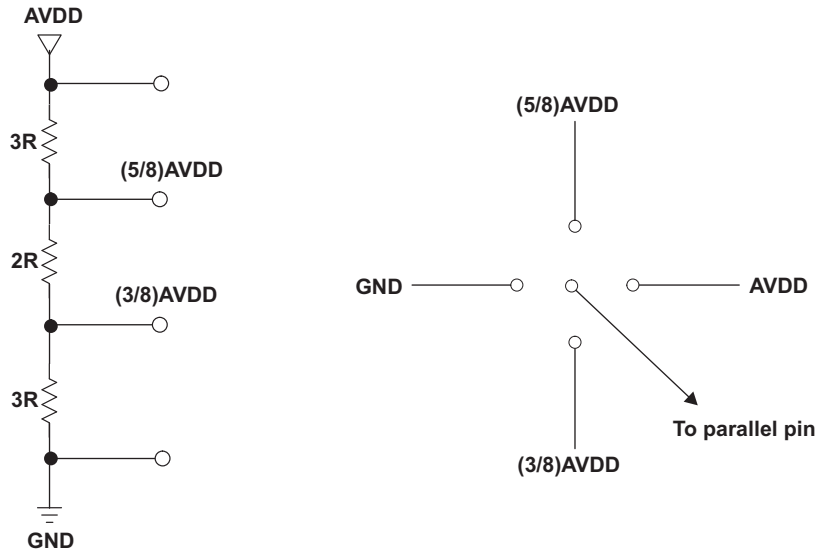 AVDD
3R
(5/8)AVDD
2R
(3/8)AVDD
3R
GND
(5/8)AVDD
GND
AVDD
(3/8)AVDD
To parallel pin